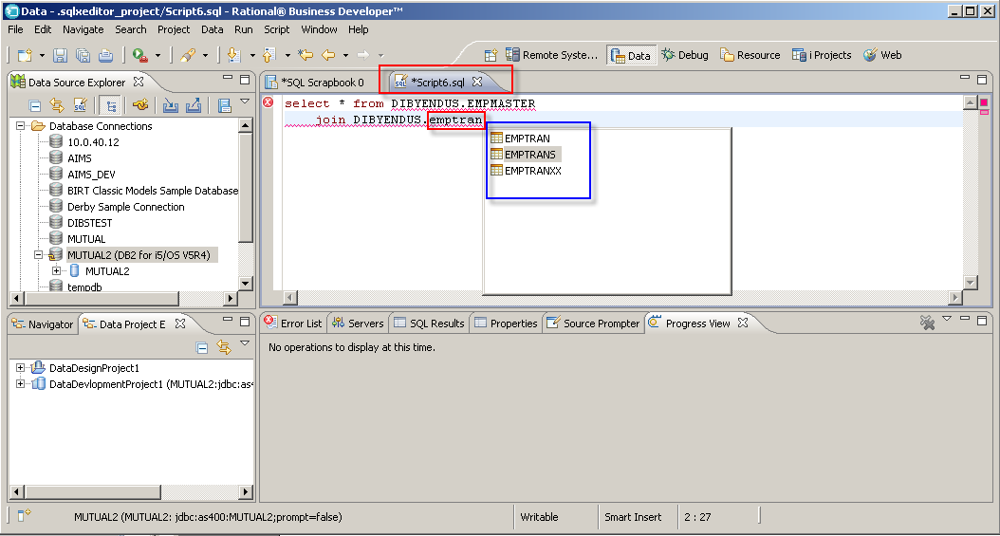 Data - .sqlxeditor_project/Script6.sql - Rational® Business Developer™
File Edit Navigate Search Project Data Run Script Window Help
Remote Syste... Data Debug Resource i Projects Web
Data Source Explorer
*SQL Scrapbook 0 *Script6.sql
select * from DIBYENDUS.EMPMASTER
join DIBYENDUS.emptran
EMPTRAN
EMPTRANS
EMPTRANXX
Database Connections
10.0.40.12
AIMS
AIMS_DEV
BIRT Classic Models Sample Database
Derby Sample Connection
DIBSTEST
MUTUAL
MUTUAL2 (DB2 for i5/OS V5R4)
MUTUAL2
tempdb
Navigator Data Project E
DataDesignProject1
DataDevlopmentProject1 (MUTUAL2:jdbc:as4
Error List Servers SQL Results Properties Source Prompter Progress View
No operations to display at this time.
MUTUAL2 (MUTUAL2: jdbc:as400:MUTUAL2;prompt=false) Writable Smart Insert 2 : 27